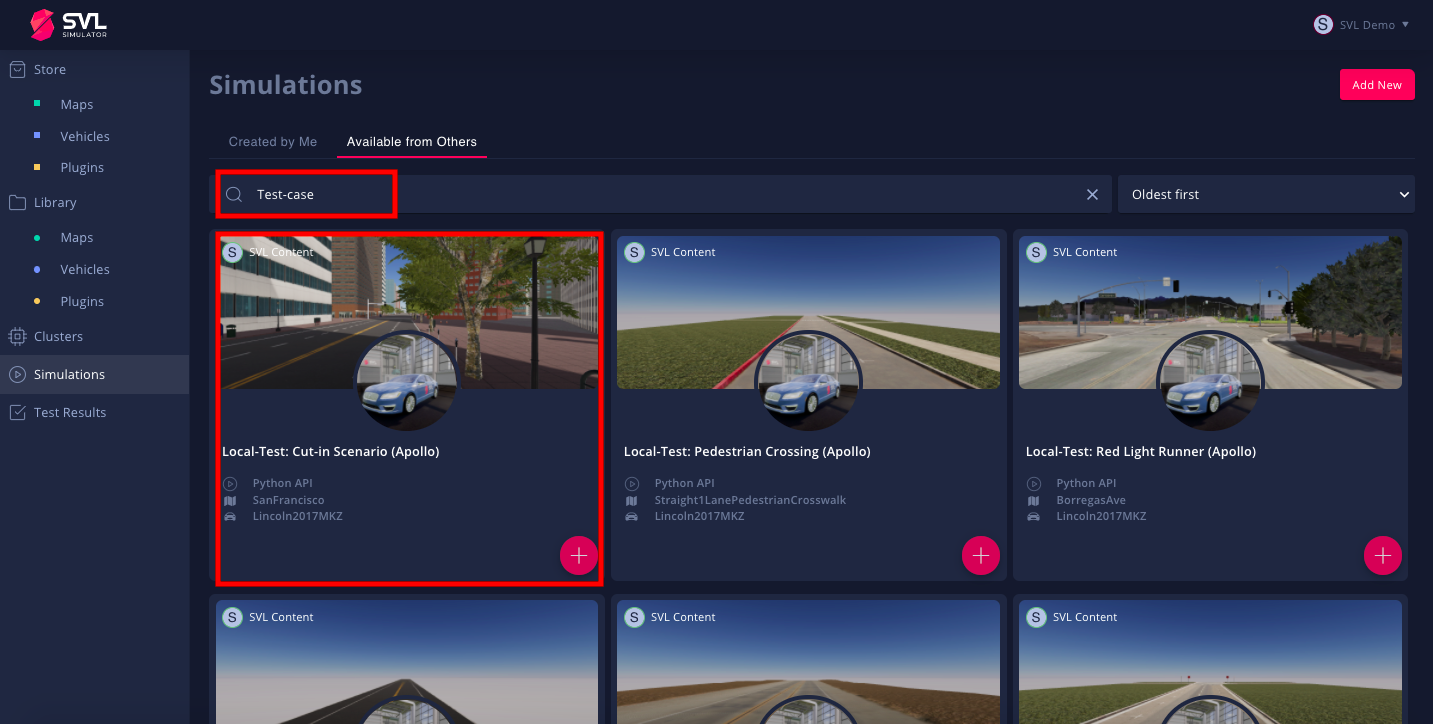 SVL
SIMULATOR
S SVL Demo
Store
Maps
Vehicles
Plugins
Library
Maps
Vehicles
Plugins
Clusters
Simulations
Test Results
Simulations
Add New
Created by Me
Available from Others
Test-case
Oldest first
S SVL Content
Local-Test: Cut-in Scenario (Apollo)
Python API
SanFrancisco
Lincoln2017MKZ
S SVL Content
Local-Test: Pedestrian Crossing (Apollo)
Python API
Straight1LanePedestrianCrosswalk
Lincoln2017MKZ
S SVL Content
Local-Test: Red Light Runner (Apollo)
Python API
BorregasAve
Lincoln2017MKZ
S SVL Content
S SVL Content
S SVL Content